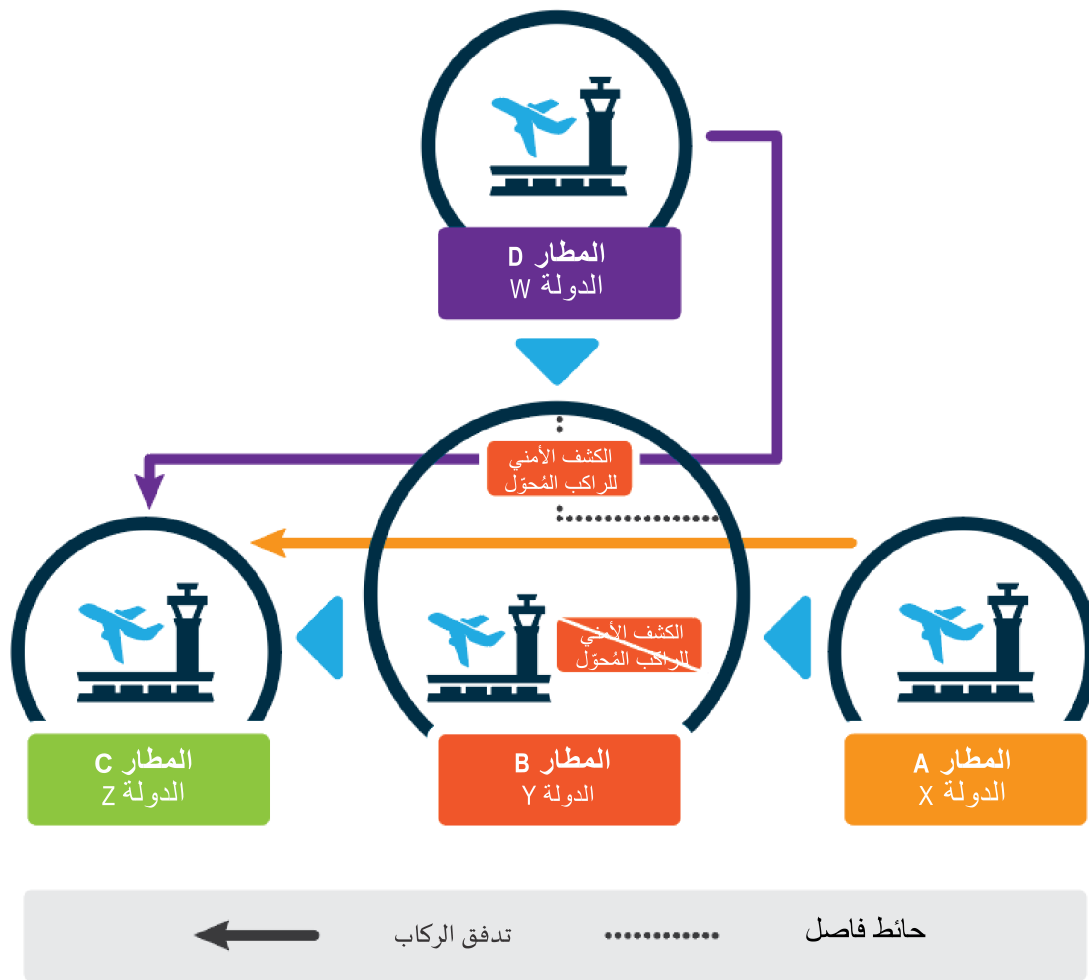 المطار D
الدولة W
الكشف الأمني
للراكب المُحوّل
الكشف الأمني
للراكب المُحوّل
المطار A
الدولة X
المطار B
الدولة Y
المطار C
الدولة Z
حائط فاصل
تدفق الركاب